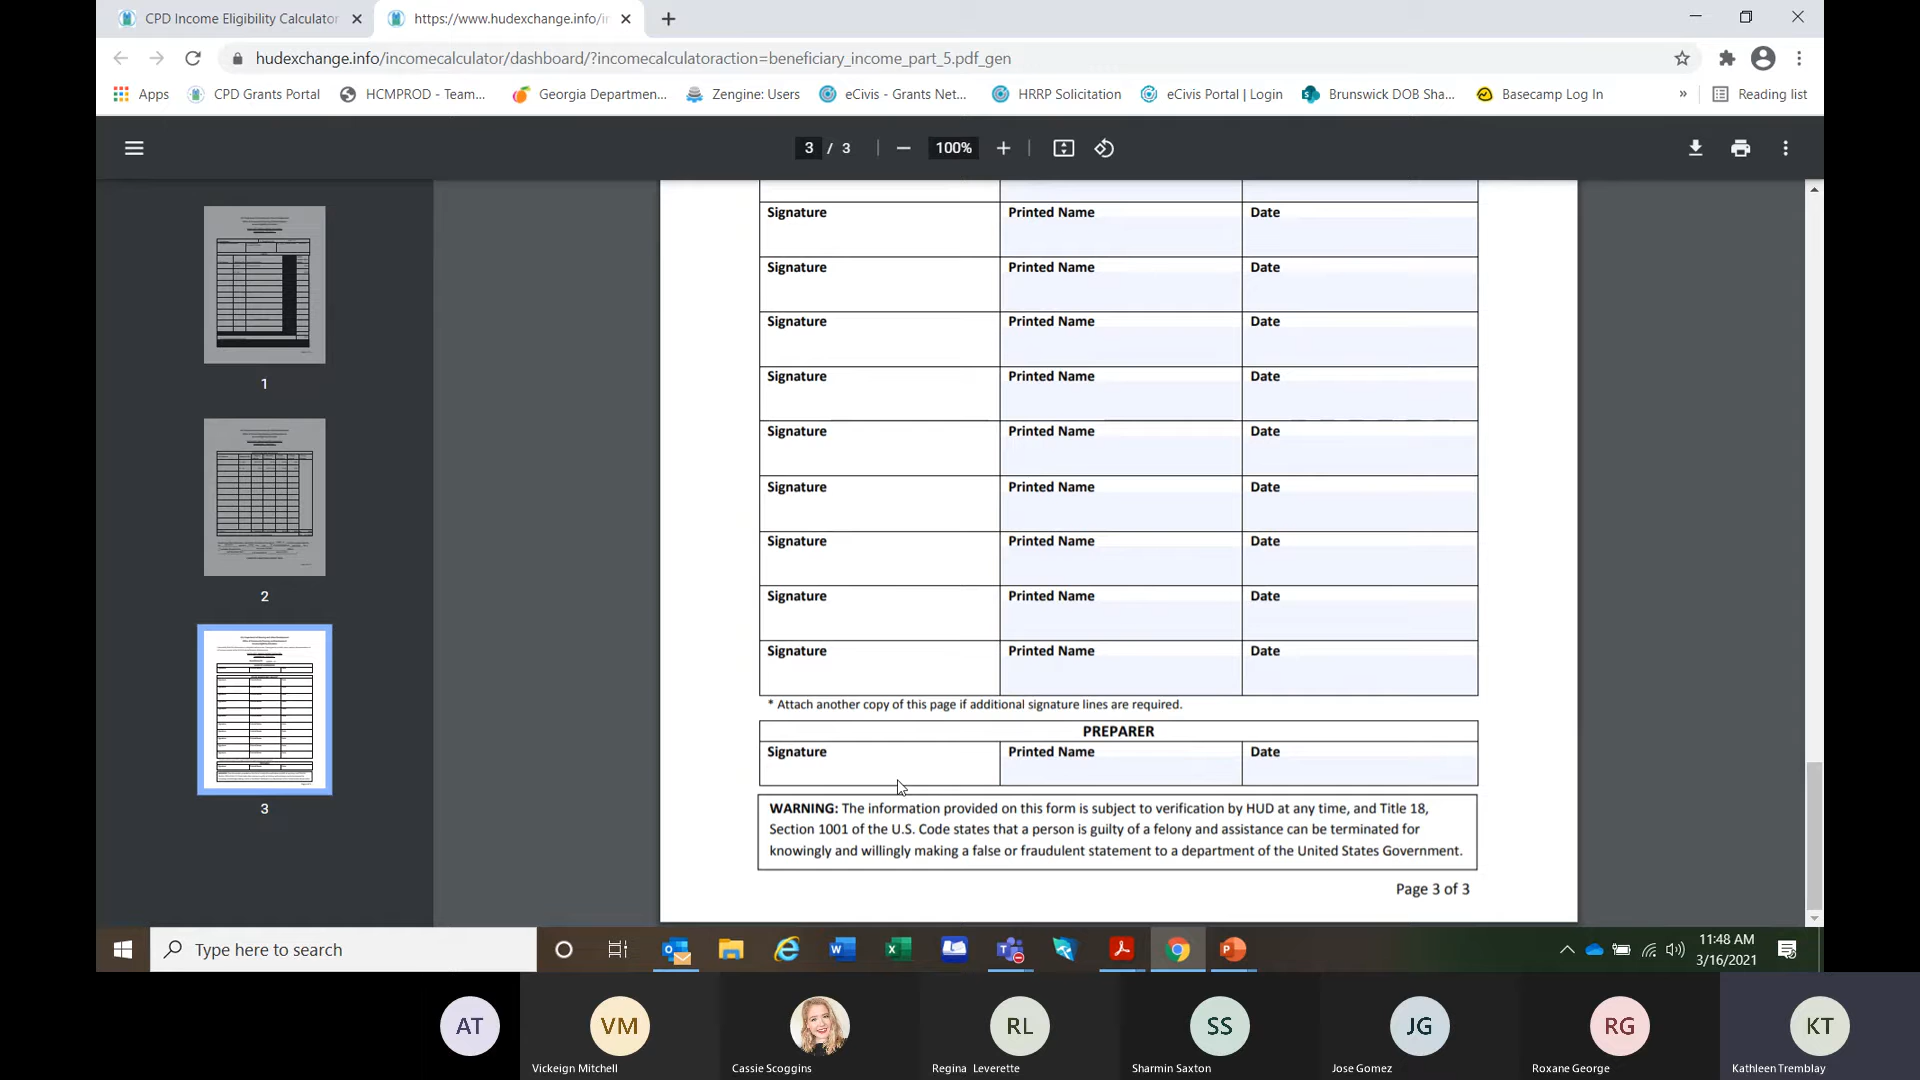 CPD Income Eligibility Calculator
https://www.hudexchange.info/in
hudexchange.info/incomecalculator/dashboard/?incomecalculatoraction=beneficiary_income_part_5.pdf_gen
Apps CPD Grants Portal HCMPROD - Team... Georgia Departmen... Zengine: Users eCivis - Grants Net... HRRP Solicitation eCivis Portal | Login Brunswick DOB Sha... Basecamp Log In » Reading list
3 / 3 100%
Signature Printed Name Date
Signature Printed Name Date
Signature Printed Name Date
Signature Printed Name Date
Signature Printed Name Date
Signature Printed Name Date
Signature Printed Name Date
Signature Printed Name Date
Signature Printed Name Date
* Attach another copy of this page if additional signature lines are required.
PREPARER
Signature Printed Name Date
WARNING: The information provided on this form is subject to verification by HUD at any time, and Title 18,
Section 1001 of the U.S. Code states that a person is guilty of a felony and assistance can be terminated for
knowingly and willingly making a false or fraudulent statement to a department of the United States Government.
Page 3 of 3
1
2
3
Type here to search
11:48 AM
3/16/2021
AT VM RL SS JG RG KT
Vickeign Mitchell Cassie Scoggins Regina Leverette Sharmin Saxton Jose Gomez Roxane George Kathleen Tremblay